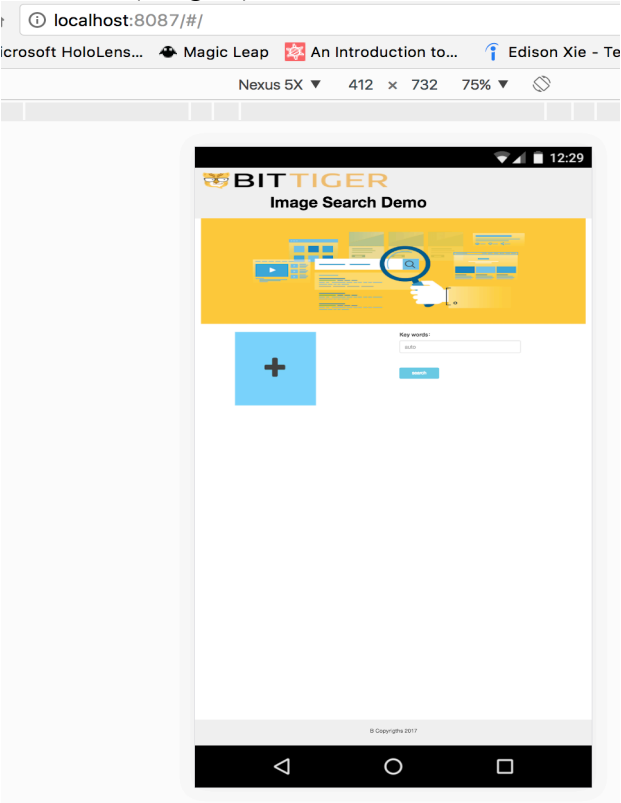 localhost:8087/#/
icrosoft HoloLens... Magic Leap An Introduction to... Edison Xie - Te
Nexus 5X ▼ 412 × 732 75% ▼
12:29
BITTIGER
Image Search Demo
Key words:
auto
search
B Copyrigths 2017